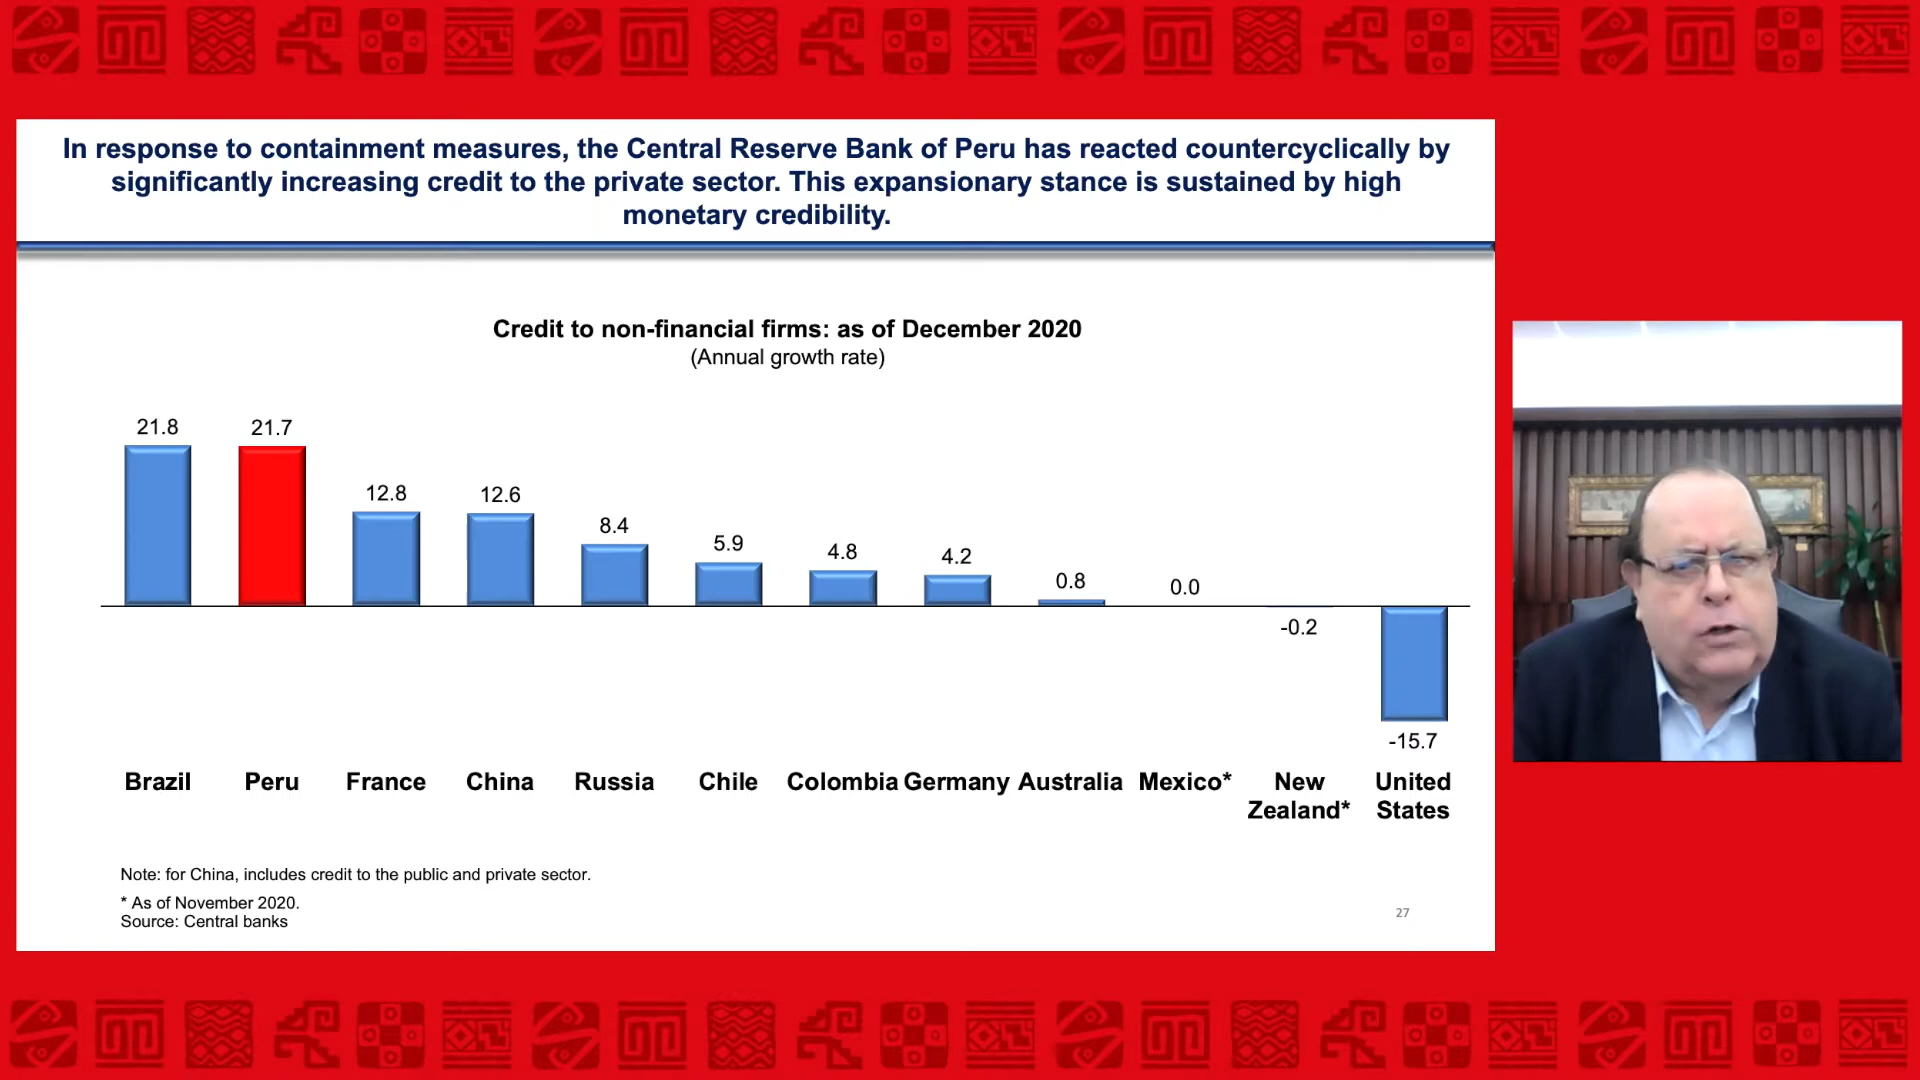 In response to containment measures, the Central Reserve Bank of Peru has reacted countercyclically by
significantly increasing credit to the private sector. This expansionary stance is sustained by high
monetary credibility.
Credit to non-financial firms: as of December 2020
(Annual growth rate)
21.8
21.7
12.8
12.6
8.4
5.9
4.8
4.2
0.8
0.0
-0.2
-15.7
Brazil
Peru
France
China
Russia
Chile
Colombia
Germany
Australia
Mexico*
New
Zealand*
United
States
Note: for China, includes credit to the public and private sector.
* As of November 2020.
Source: Central banks
27